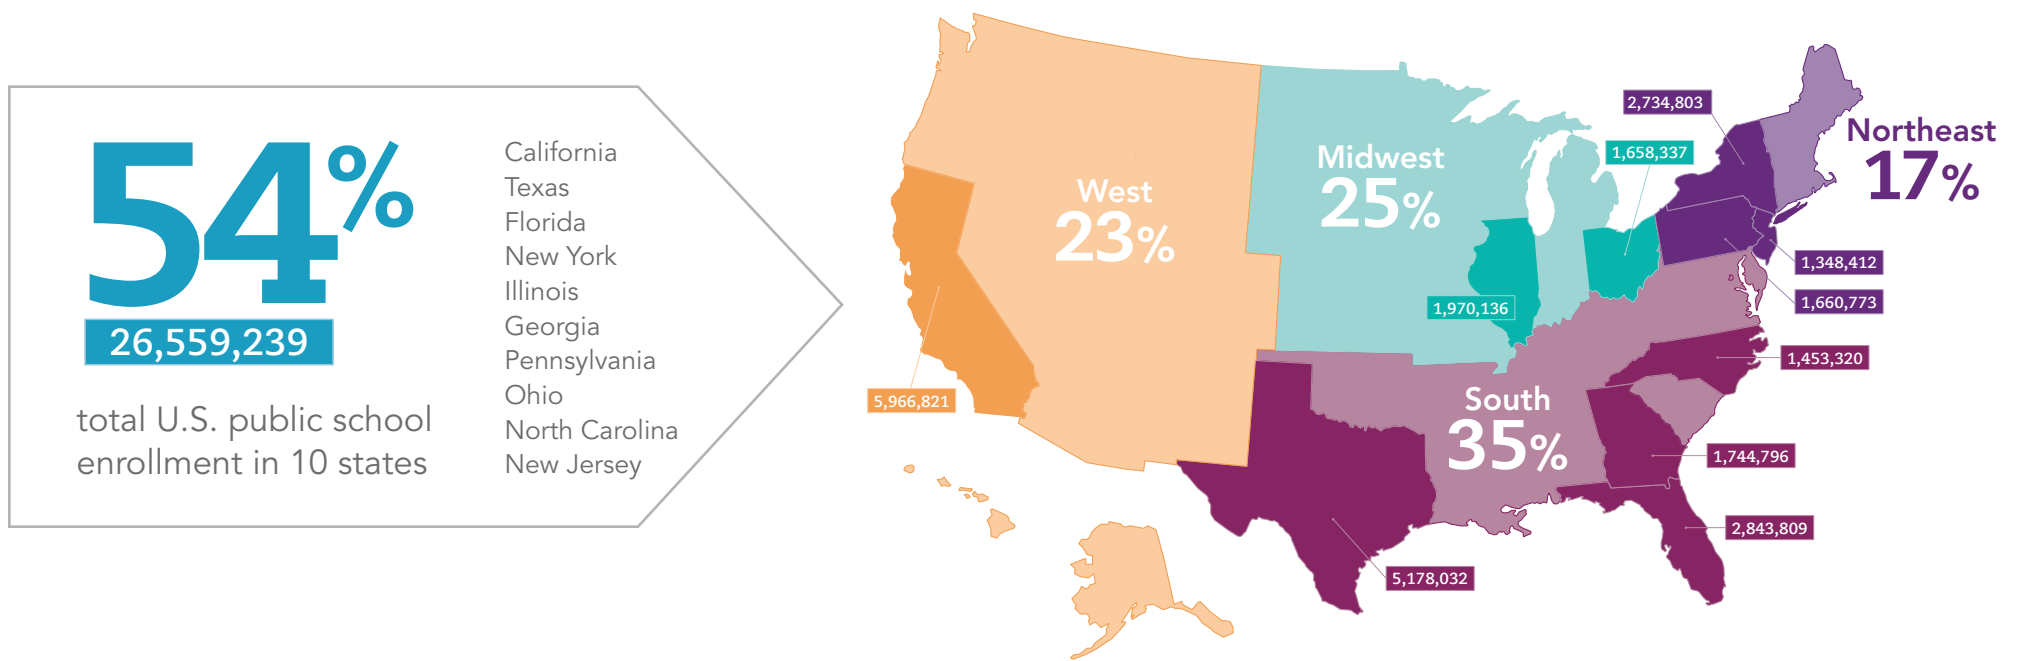 54%
26,559,239
total U.S. public school
enrollment in 10 states
California
Texas
Florida
New York
Illinois
Georgia
Pennsylvania
Ohio
North Carolina
New Jersey
West
23%
5,966,821
Midwest
25%
1,970,136
1,658,337
2,734,803
Northeast
17%
1,348,412
1,660,773
South
35%
1,453,320
1,744,796
2,843,809
5,178,032